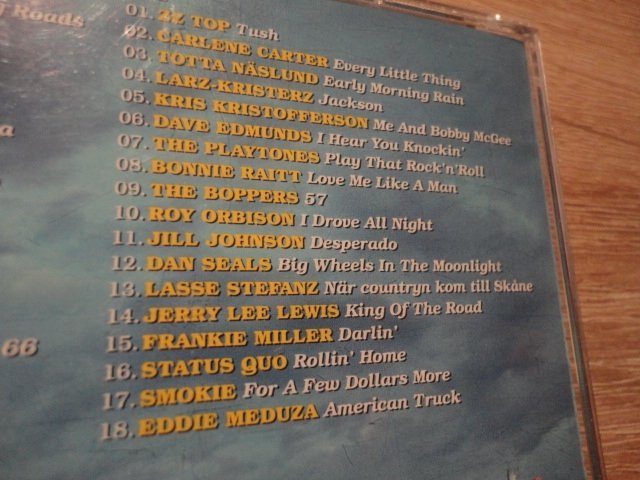 Roads
a
66
01. ZZ TOP Tush
02. CARLENE CARTER Every Little Thing
03. TOTTA NÄSLUND Early Morning Rain
04. LARZ-KRISTERZ Jackson
05. KRIS KRISTOFFERSON Me And Bobby McGee
06. DAVE EDMUNDS I Hear You Knockin'
07. THE PLAYTONES Play That Rock'n'Roll
08. BONNIE RAITT Love Me Like A Man
09. THE BOPPERS 57
10. ROY ORBISON I Drove All Night
11. JILL JOHNSON Desperado
12. DAN SEALS Big Wheels In The Moonlight
13. LASSE STEFANZ När countryn kom till Skåne
14. JERRY LEE LEWIS King Of The Road
15. FRANKIE MILLER Darlin'
16. STATUS QUO Rollin' Home
17. SMOKIE For A Few Dollars More
18. EDDIE MEDUZA American Truck